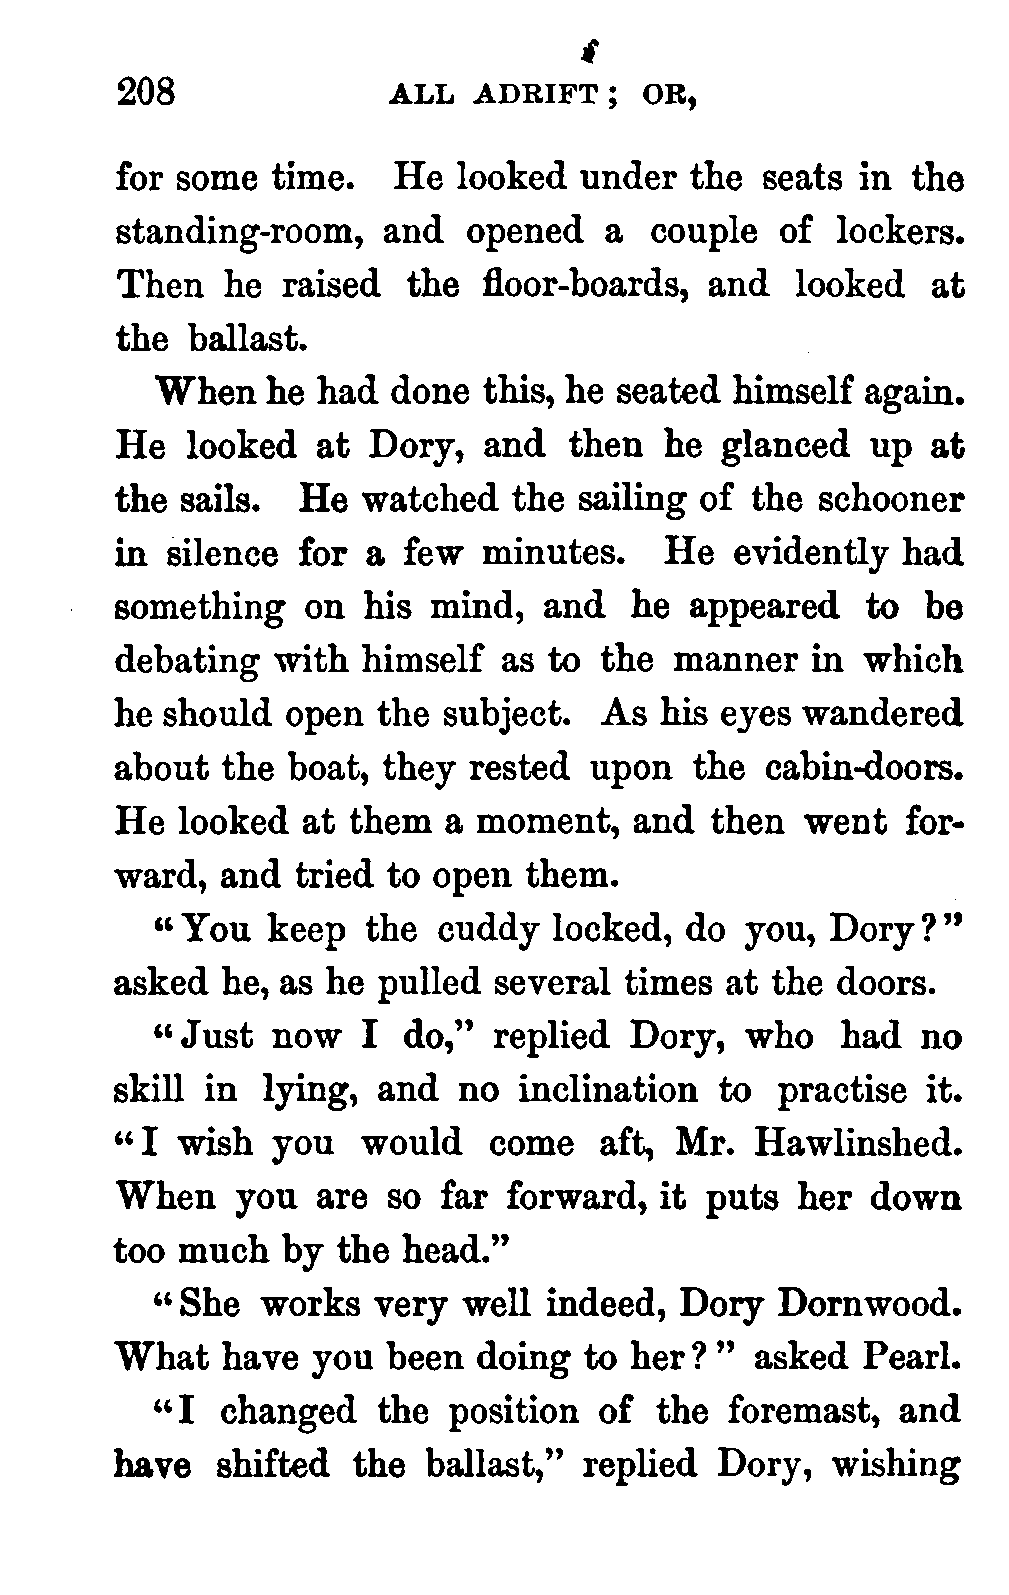 208 ALL ADRIFT; OR,
for some time. He looked under the seats in the
standing-room, and opened a couple of lockers.
Then he raised the floor-boards, and looked at
the ballast.
When he had done this, he seated himself again.
He looked at Dory, and then he glanced up at
the sails. He watched the sailing of the schooner
in silence for a few minutes. He evidently had
something on his mind, and he appeared to be
debating with himself as to the manner in which
he should open the subject. As his eyes wandered
about the boat, they rested upon the cabin-doors.
He looked at them a moment, and then went for-
ward, and tried to open them.
“You keep the cuddy locked, do you, Dory?”
asked he, as he pulled several times at the doors.
“Just now I do,” replied Dory, who had no
skill in lying, and no inclination to practise it.
“I wish you would come aft, Mr. Hawlinshed.
When you are so far forward, it puts her down
too much by the head.”
“She works very well indeed, Dory Dornwood.
What have you been doing to her?” asked Pearl.
“I changed the position of the foremast, and
have shifted the ballast,” replied Dory, wishing